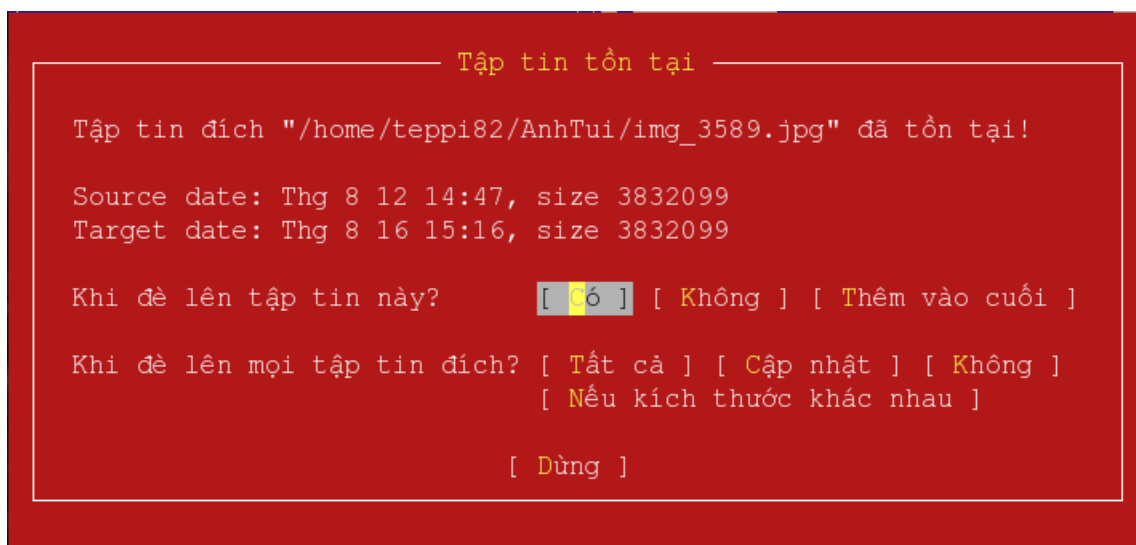 Tập tin tồn tại
Tập tin đích "/home/teppi82/AnhTui/img_3589.jpg" đã tồn tại!
Source date: Thg 8 12 14:47, size 3832099
Target date: Thg 8 16 15:16, size 3832099
Khi đè lên tập tin này? [ Có ] [ Không ] [ Thêm vào cuối ]
Khi đè lên mọi tập tin đích? [ Tất cả ] [ Cập nhật ] [ Không ]
[ Nếu kích thước khác nhau ]
[ Dừng ]